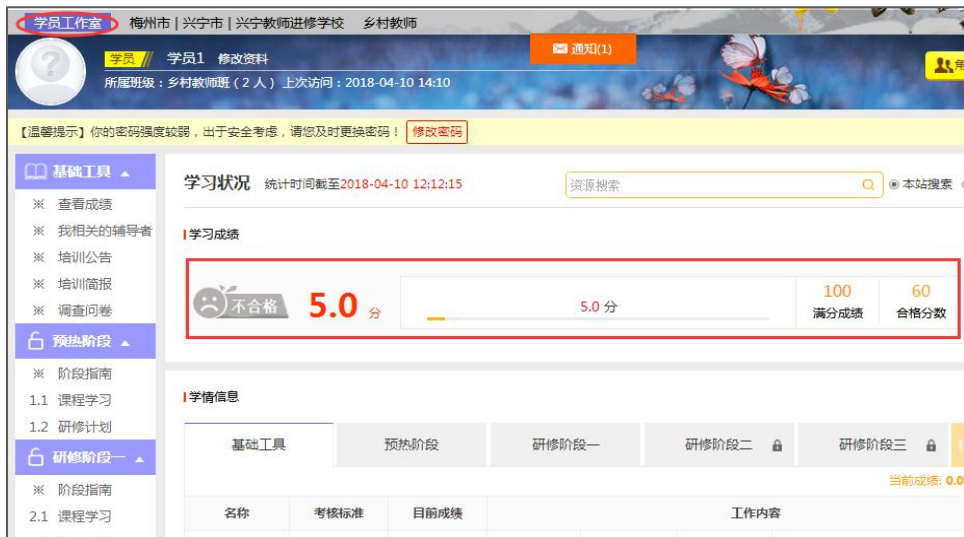 学员工作室 梅州市 | 兴宁市 | 兴宁教师进修学校 乡村教师
学员 学员1 修改资料 通知(1)
所属班级：乡村教师班（2人）上次访问：2018-04-10 14:10
【温馨提示】你的密码强度较弱，出于安全考虑，请您及时更换密码！ 修改密码
基础工具
※ 查看成绩
※ 我相关的辅导者
※ 培训公告
※ 培训简报
※ 调查问卷
预热阶段
※ 阶段指南
1.1 课程学习
1.2 研修计划
研修阶段一
※ 阶段指南
2.1 课程学习
学习状况 统计时间截至2018-04-10 12:12:15 资源搜索 本站搜索
学习成绩
不合格 5.0 分 5.0 分
100 60
满分成绩 合格分数
学情信息
基础工具 预热阶段 研修阶段一 研修阶段二 研修阶段三
当前成绩: 0.0
名称 考核标准 目前成绩 工作内容